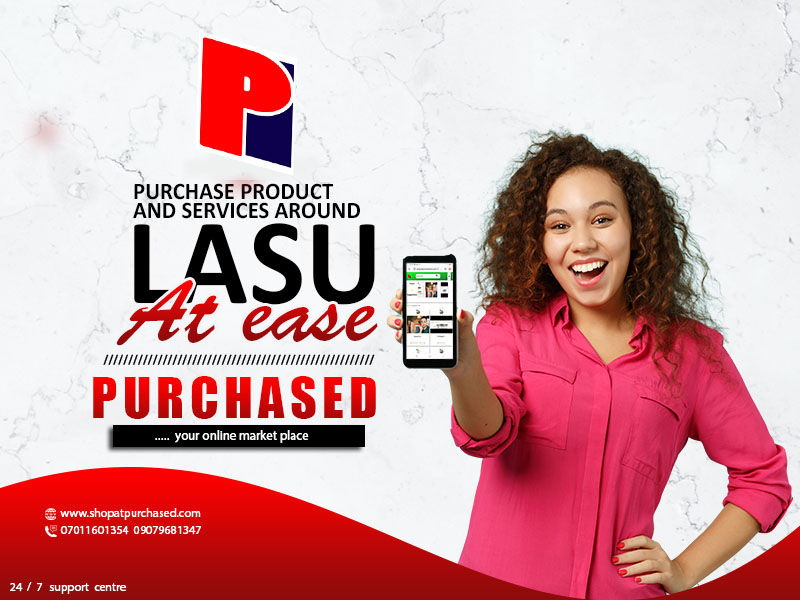 P
PURCHASE PRODUCT
AND SERVICES AROUND
LASU
At ease
PURCHASED
..... your online market place
www.shopatpurchased.com
07011601354 09079681347
24 / 7 support centre